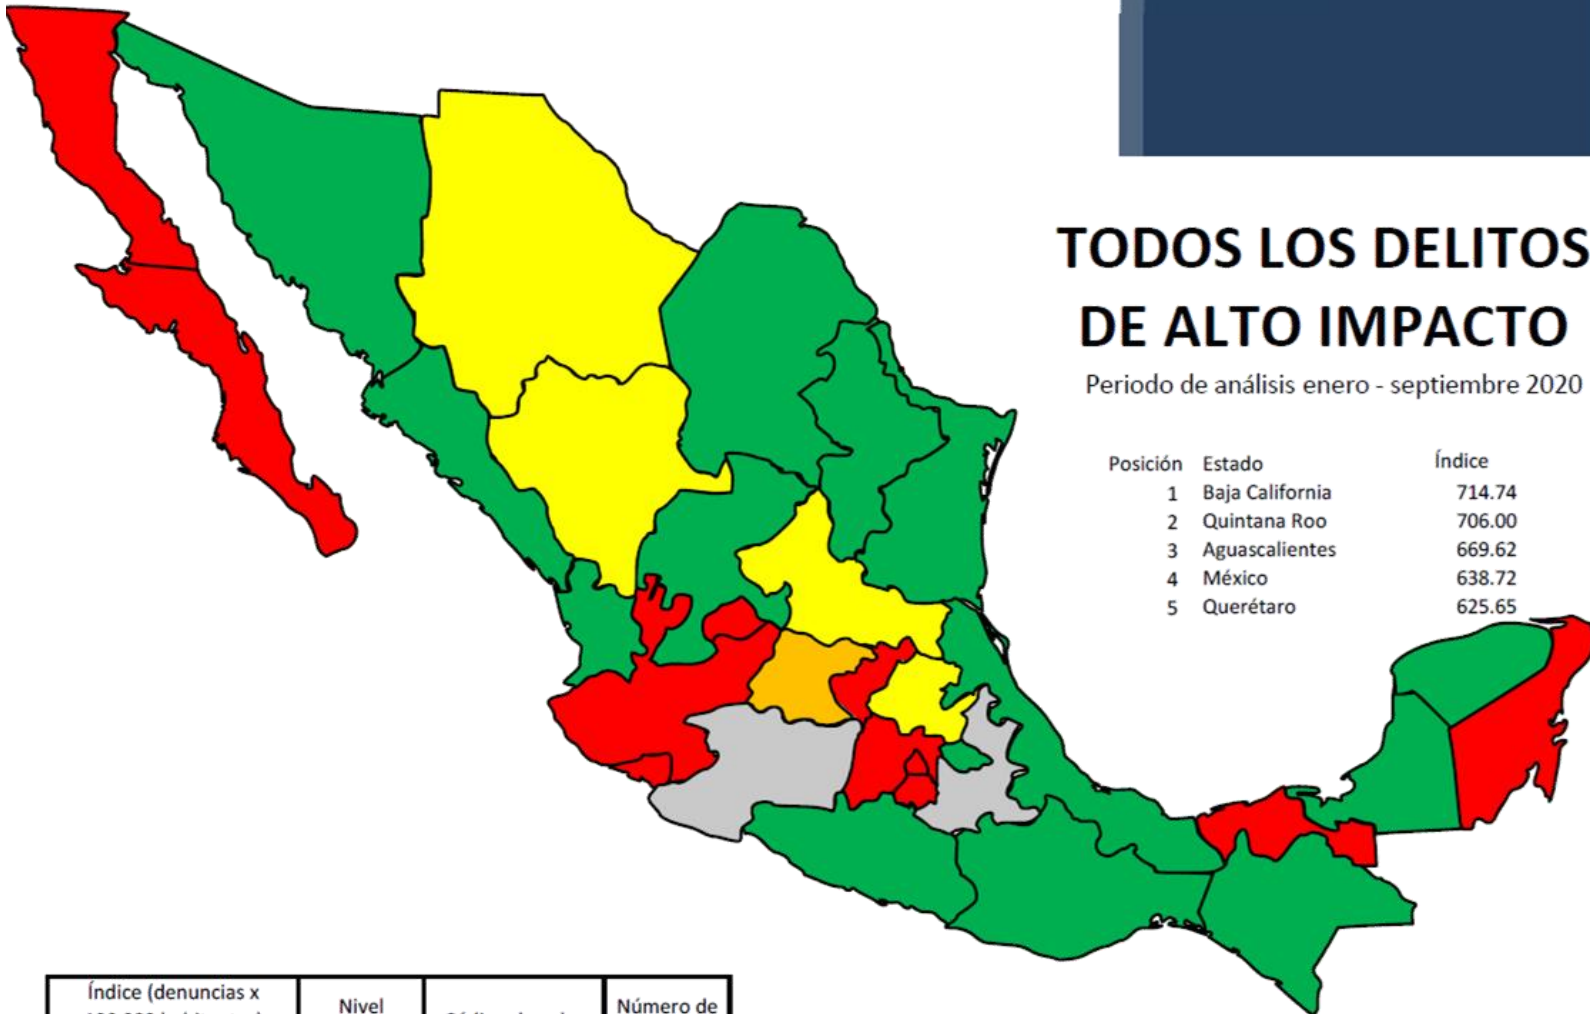 TODOS LOS DELITOS
DE ALTO IMPACTO
Periodo de análisis enero - septiembre 2020
Posición Estado Índice
1 Baja California 714.74
2 Quintana Roo 706.00
3 Aguascalientes 669.62
4 México 638.72
5 Querétaro 625.65
Índice (denuncias x
Nivel
Número de